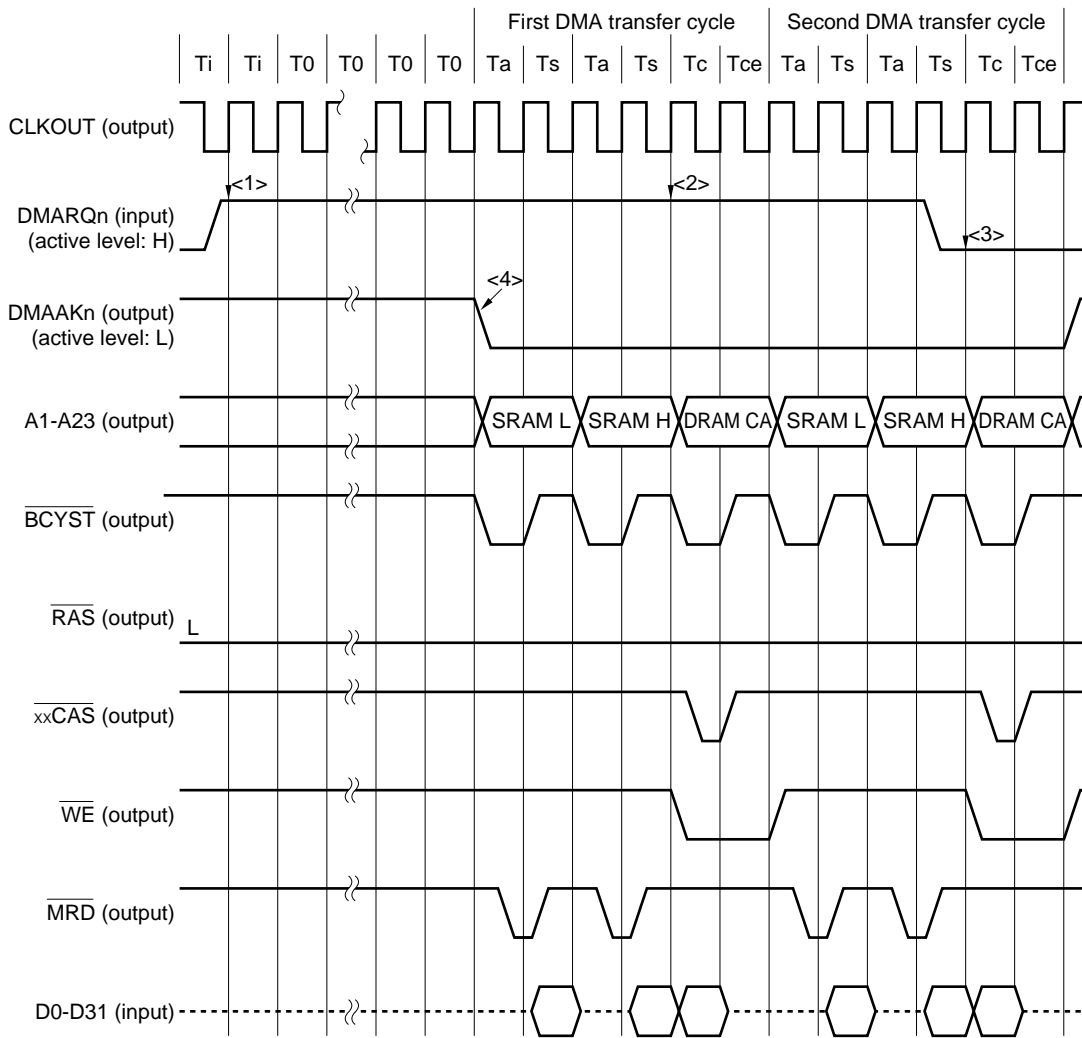 First DMA transfer cycle Second DMA transfer cycle
Ti Ti T0 T0 T0 T0 Ta Ts Ta Ts Tc Tce Ta Ts Ta Ts Tc Tce
CLKOUT (output)
<1> <2>
DMARQn (input)
(active level: H) <3>
<4>
DMAAKn (output)
(active level: L)
A1-A23 (output) SRAM L SRAM H DRAM CA SRAM L SRAM H DRAM CA
BCYST (output)
RAS (output)
L
xxCAS (output)
WE (output)
MRD (output)
D0-D31 (input)